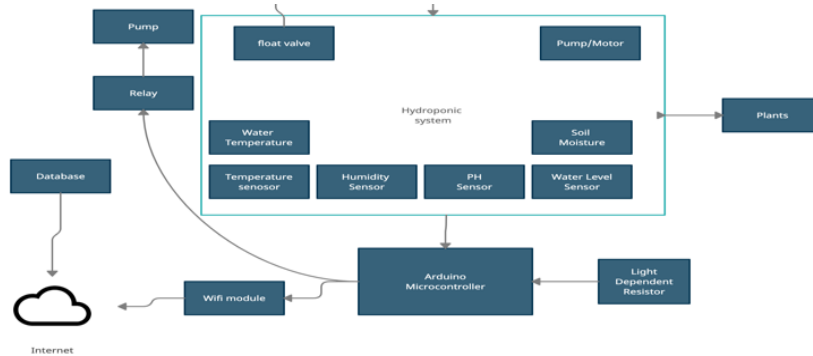 Pump
float valve
Pump/Motor
Relay
Hydroponic
system
Plants
Water
Temperature
Soil
Moisture
Database
Temperature
senosor
Humidity
Sensor
PH
Sensor
Water Level
Sensor
Arduino
Microcontroller
Light
Dependent
Resistor
Wifi module
Internet